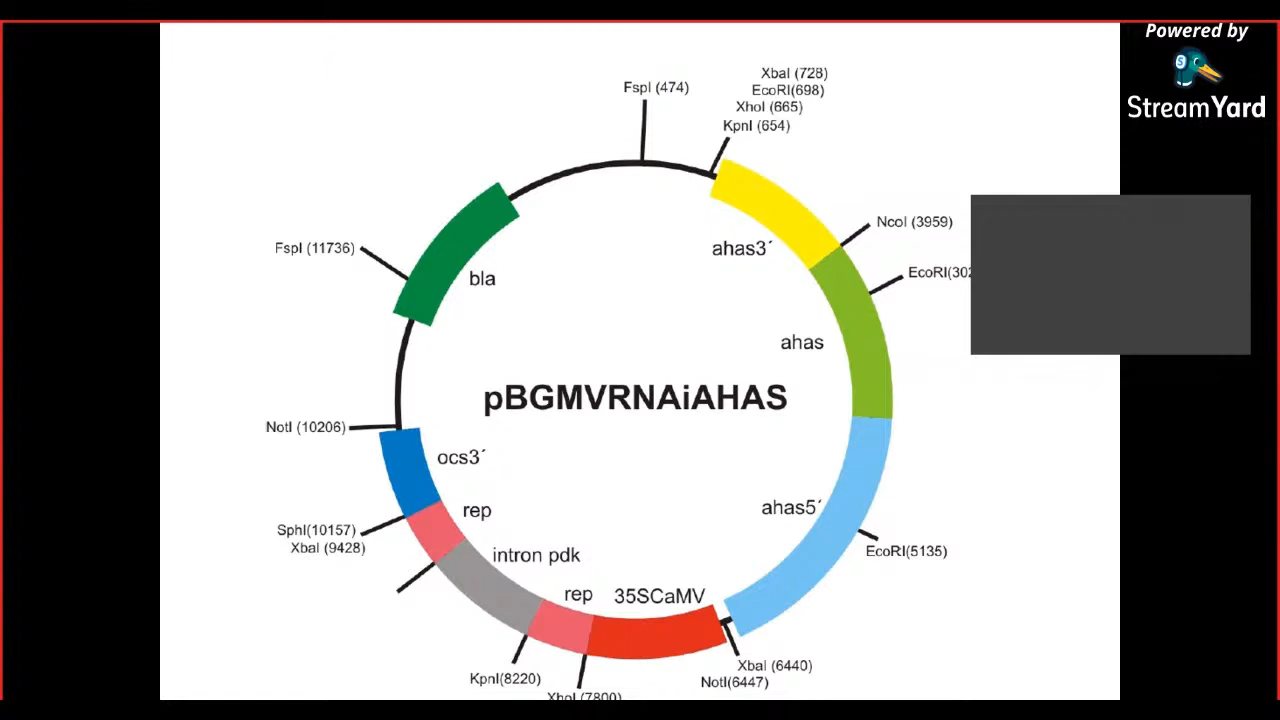 Powered by
StreamYard
XbaI (728)
FspI (474)
EcoRI(698)
XhoI (665)
KpnI (654)
NcoI (3959)
ahas3´
FspI (11736)
bla
ahas
pBGMVRNAiAHAS
NotI (10206)
ocs3´
ahas5´
rep
SphI(10157)
XbaI (9428)
intron pdk
EcoRI(5135)
rep
35SCaMV
XbaI (6440)
KpnI(8220)
NotI(6447)
XhoI (7800)